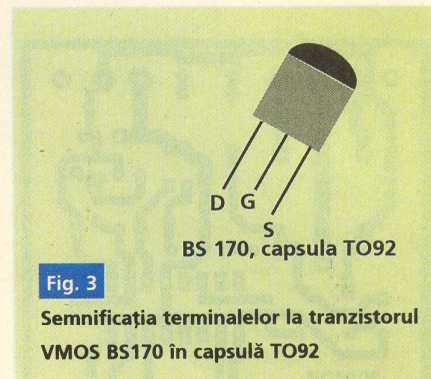 D G
S
BS 170, capsula TO92
Fig. 3
Semnificația terminalelor la tranzistorul
VMOS BS170 în capsulă TO92